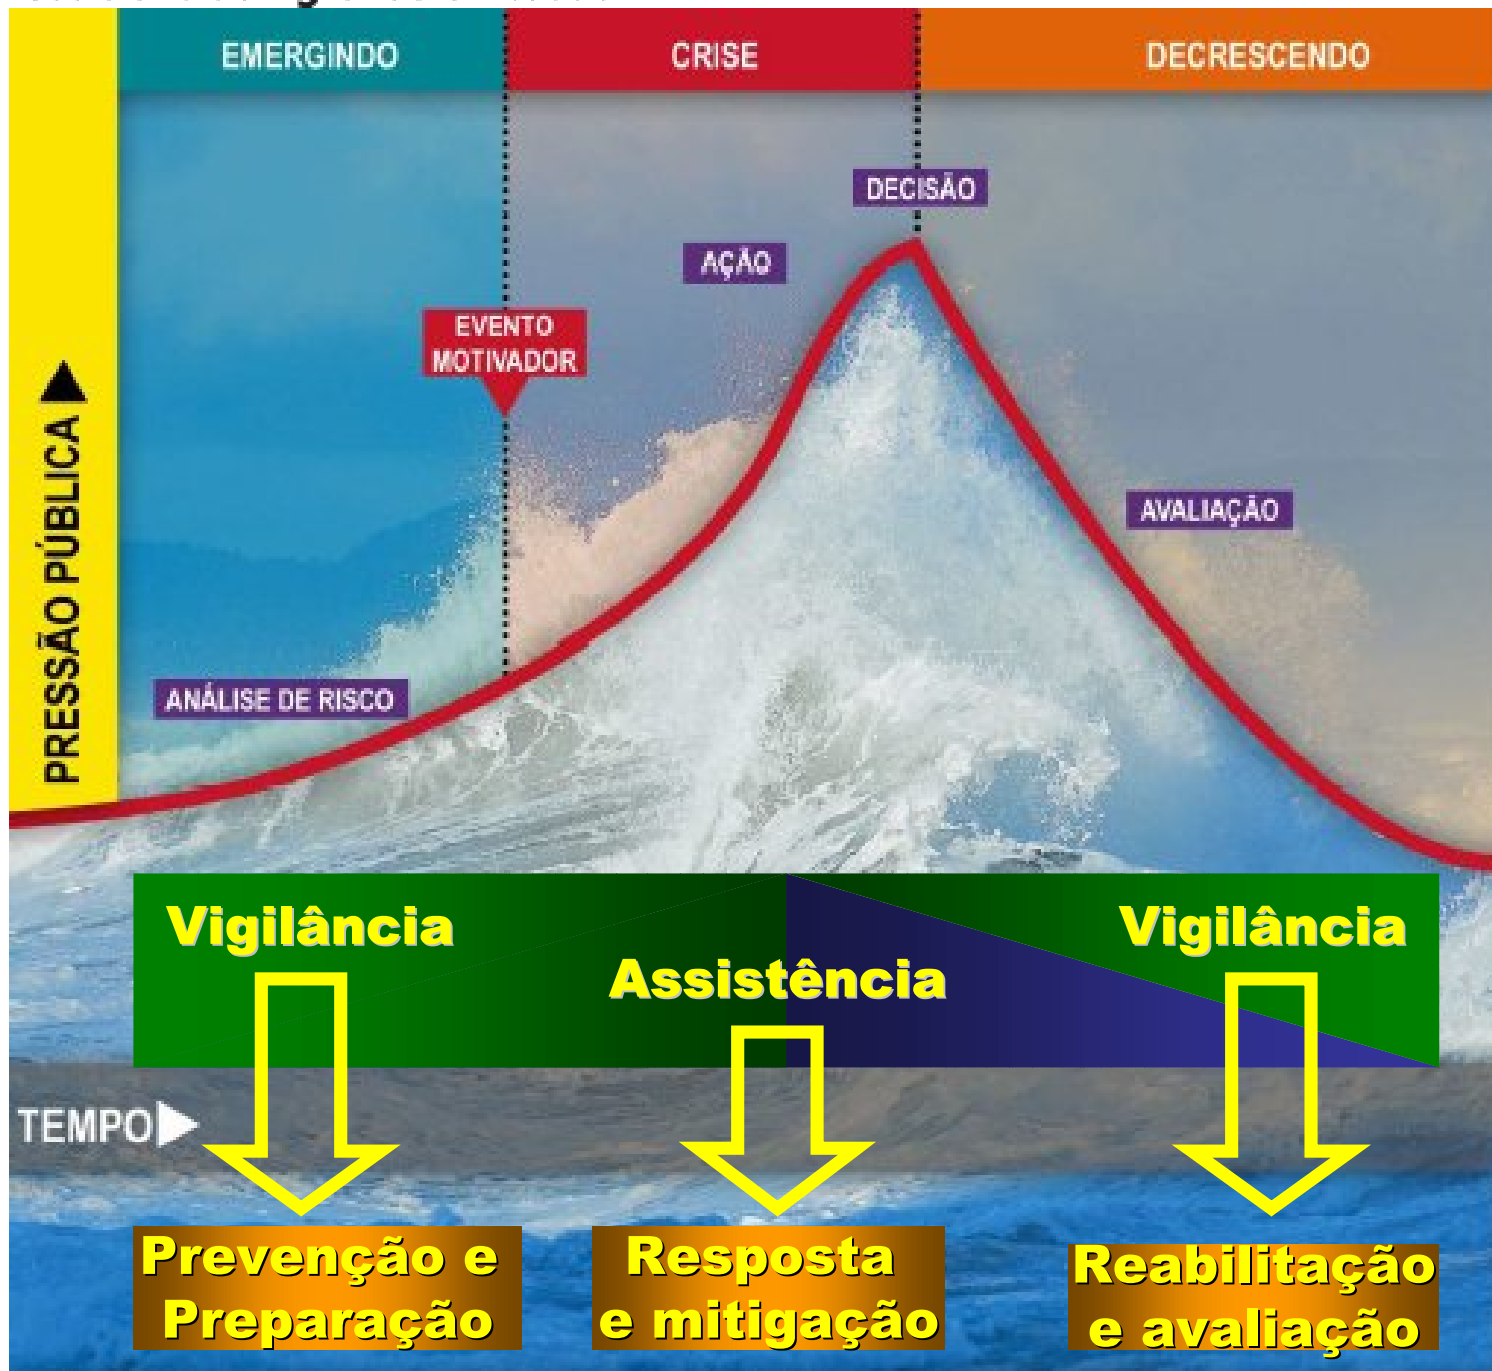 EMERGINDO CRISE DECRESCENDO
DECISÃO
AÇÃO
EVENTO
MOTIVADOR
PRESSÃO PÚBLICA
AVALIAÇÃO
ANÁLISE DE RISCO
Vigilância
Assistência
Vigilância
TEMPO
Prevenção e
Preparação
Resposta
e mitigação
Reabilitação
e avaliação